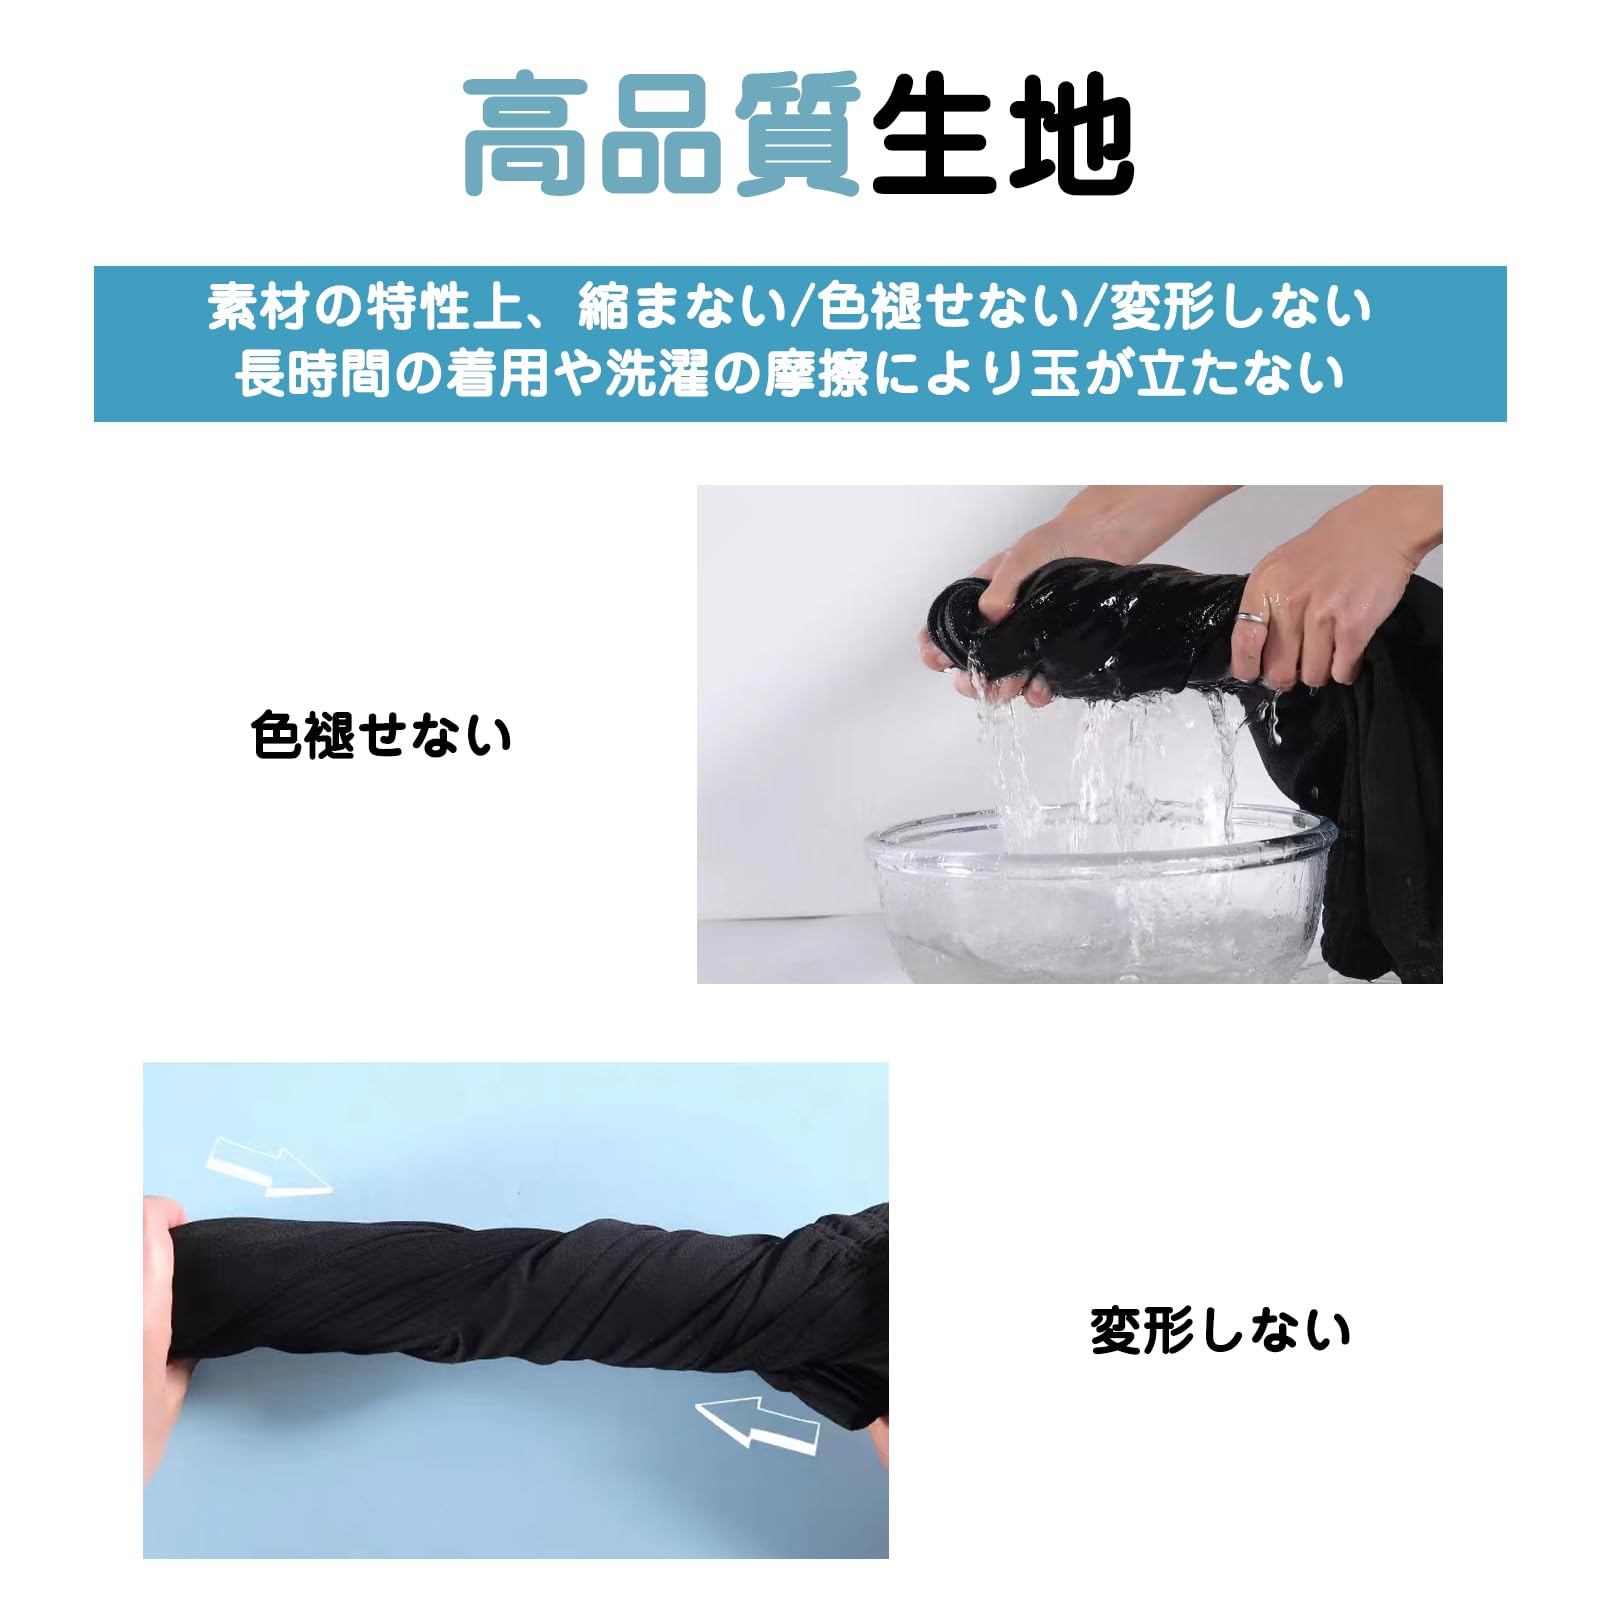 高品質生地
素材の特性上、縮まない/色褪せない/変形しない
長時間の着用や洗濯の摩擦により玉が立たない
色褪せない
変形しない